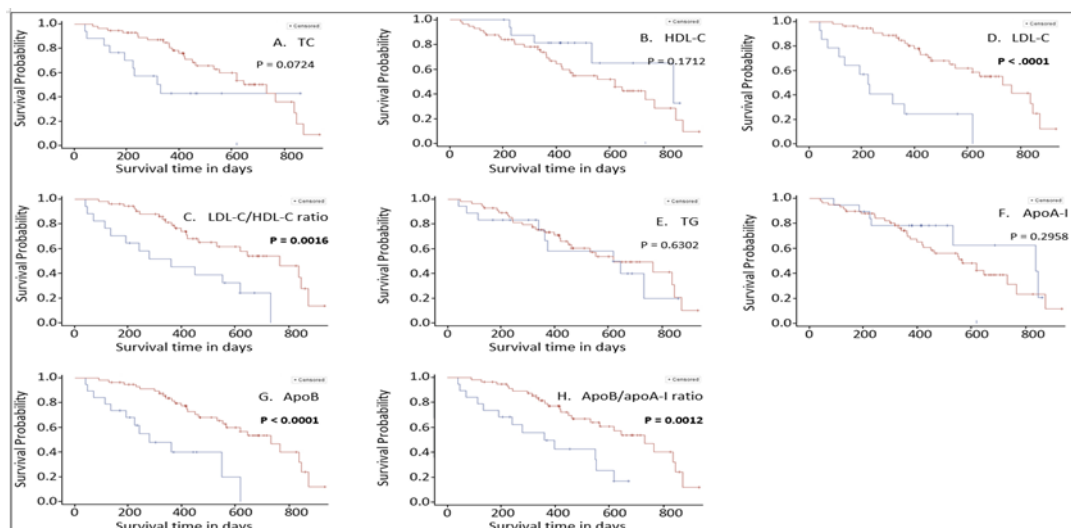 + Censored
A. TC
P = 0.0724
Survival Probability
1.0
0.8
0.6
0.4
0.2
0.0
0 200 400 600 800
Survival time in days
+ Censored
B. HDL-C
P = 0.1712
Survival Probability
1.0
0.8
0.6
0.4
0.2
0.0
0 200 400 600 800
Survival time in days
+ Censored
D. LDL-C
P < .0001
Survival Probability
1.0
0.8
0.6
0.4
0.2
0.0
0 200 400 600 800
Survival time in days
+ Censored
C. LDL-C/HDL-C ratio
P = 0.0016
Survival Probability
1.0
0.8
0.6
0.4
0.2
0.0
0 200 400 600 800
Survival time in days
+ Censored
E. TG
P = 0.6302
Survival Probability
1.0
0.8
0.6
0.4
0.2
0.0
0 200 400 600 800
Survival time in days
+ Censored
F. ApoA-I
P = 0.2958
Survival Probability
1.0
0.8
0.6
0.4
0.2
0.0
0 200 400 600 800
Survival time in days
+ Censored
G. ApoB
P < 0.0001
Survival Probability
1.0
0.8
0.6
0.4
0.2
0.0
0 200 400 600 800
Survival time in days
+ Censored
H. ApoB/apoA-I ratio
P = 0.0012
Survival Probability
1.0
0.8
0.6
0.4
0.2
0.0
0 200 400 600 800
Survival time in days